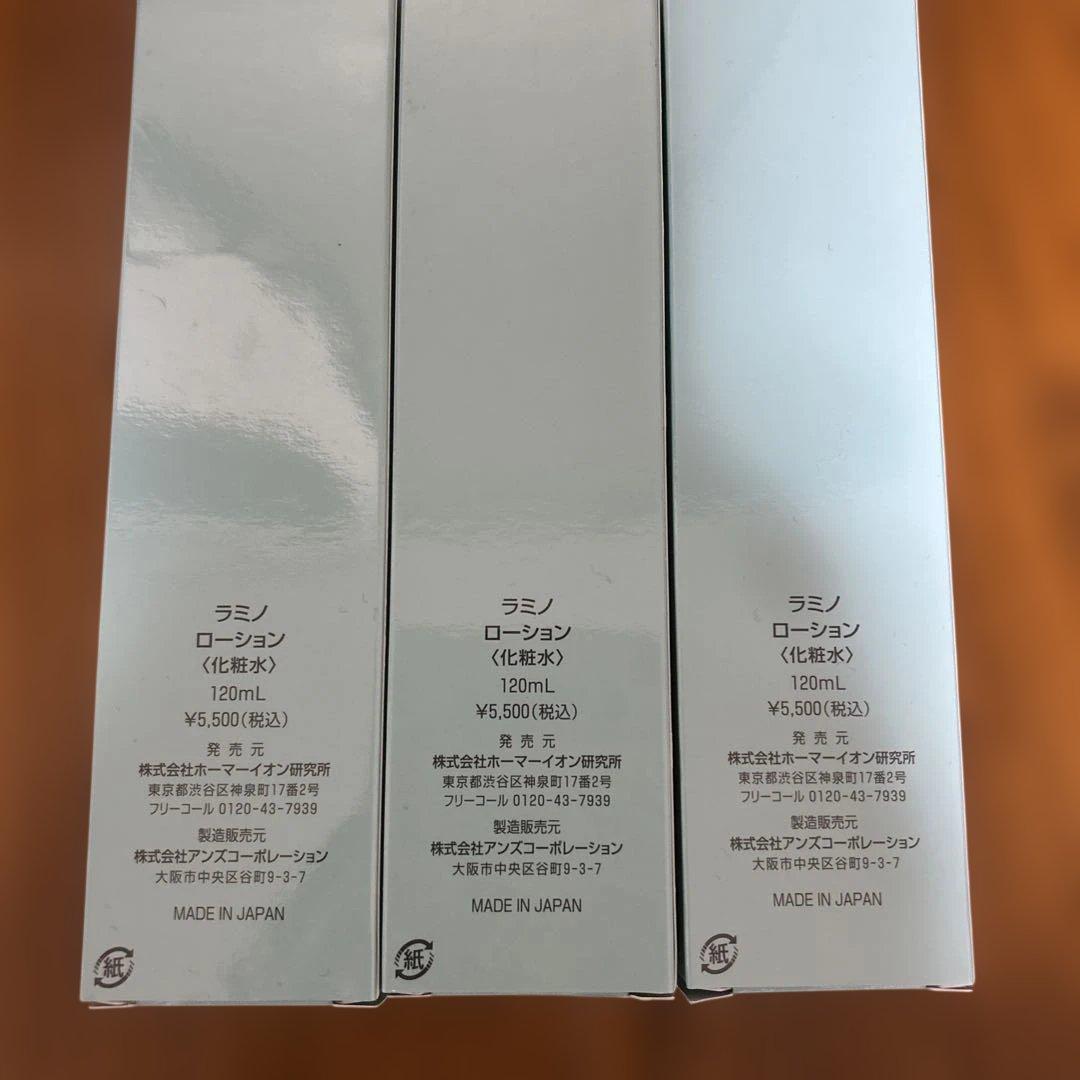 ラミノ
ローション
〈化粧水〉
120mL
¥5,500(税込)
発売元
株式会社ホーマーイオン研究所
東京都渋谷区神泉町17番2号
フリーコール 0120-43-7939
製造販売元
株式会社アンズコーポレーション
大阪市中央区谷町9-3-7
MADE IN JAPAN
紙
ラミノ
ローション
〈化粧水〉
120mL
¥5,500(税込)
発売元
株式会社ホーマーイオン研究所
東京都渋谷区神泉町17番2号
フリーコール 0120-43-7939
製造販売元
株式会社アンズコーポレーション
大阪市中央区谷町9-3-7
MADE IN JAPAN
紙
ラミノ
ローション
〈化粧水〉
120mL
¥5,500(税込)
発売元
株式会社ホーマーイオン研究所
東京都渋谷区神泉町17番2号
フリーコール 0120-43-7939
製造販売元
株式会社アンズコーポレーション
大阪市中央区谷町9-3-7
MADE IN JAPAN
紙